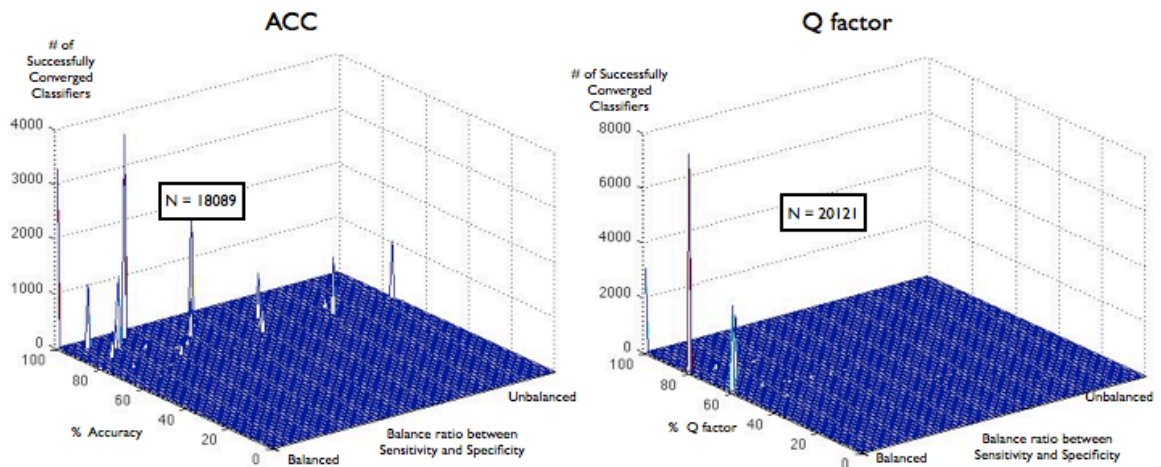 ACC
# of
Successfully
Converged
Classifiers
4000
3000
2000
1000
0
100
80
60
40
20
0
N = 18089
% Accuracy
Balanced
Unbalanced
Balance ratio between
Sensitivity and Specificity
Q factor
# of Successfully
Converged
Classifiers
8000
6000
4000
2000
0
100
80
60
40
20
0
N = 20121
% Q factor
Balanced
Unbalanced
Balance ratio between
Sensitivity and Specificity